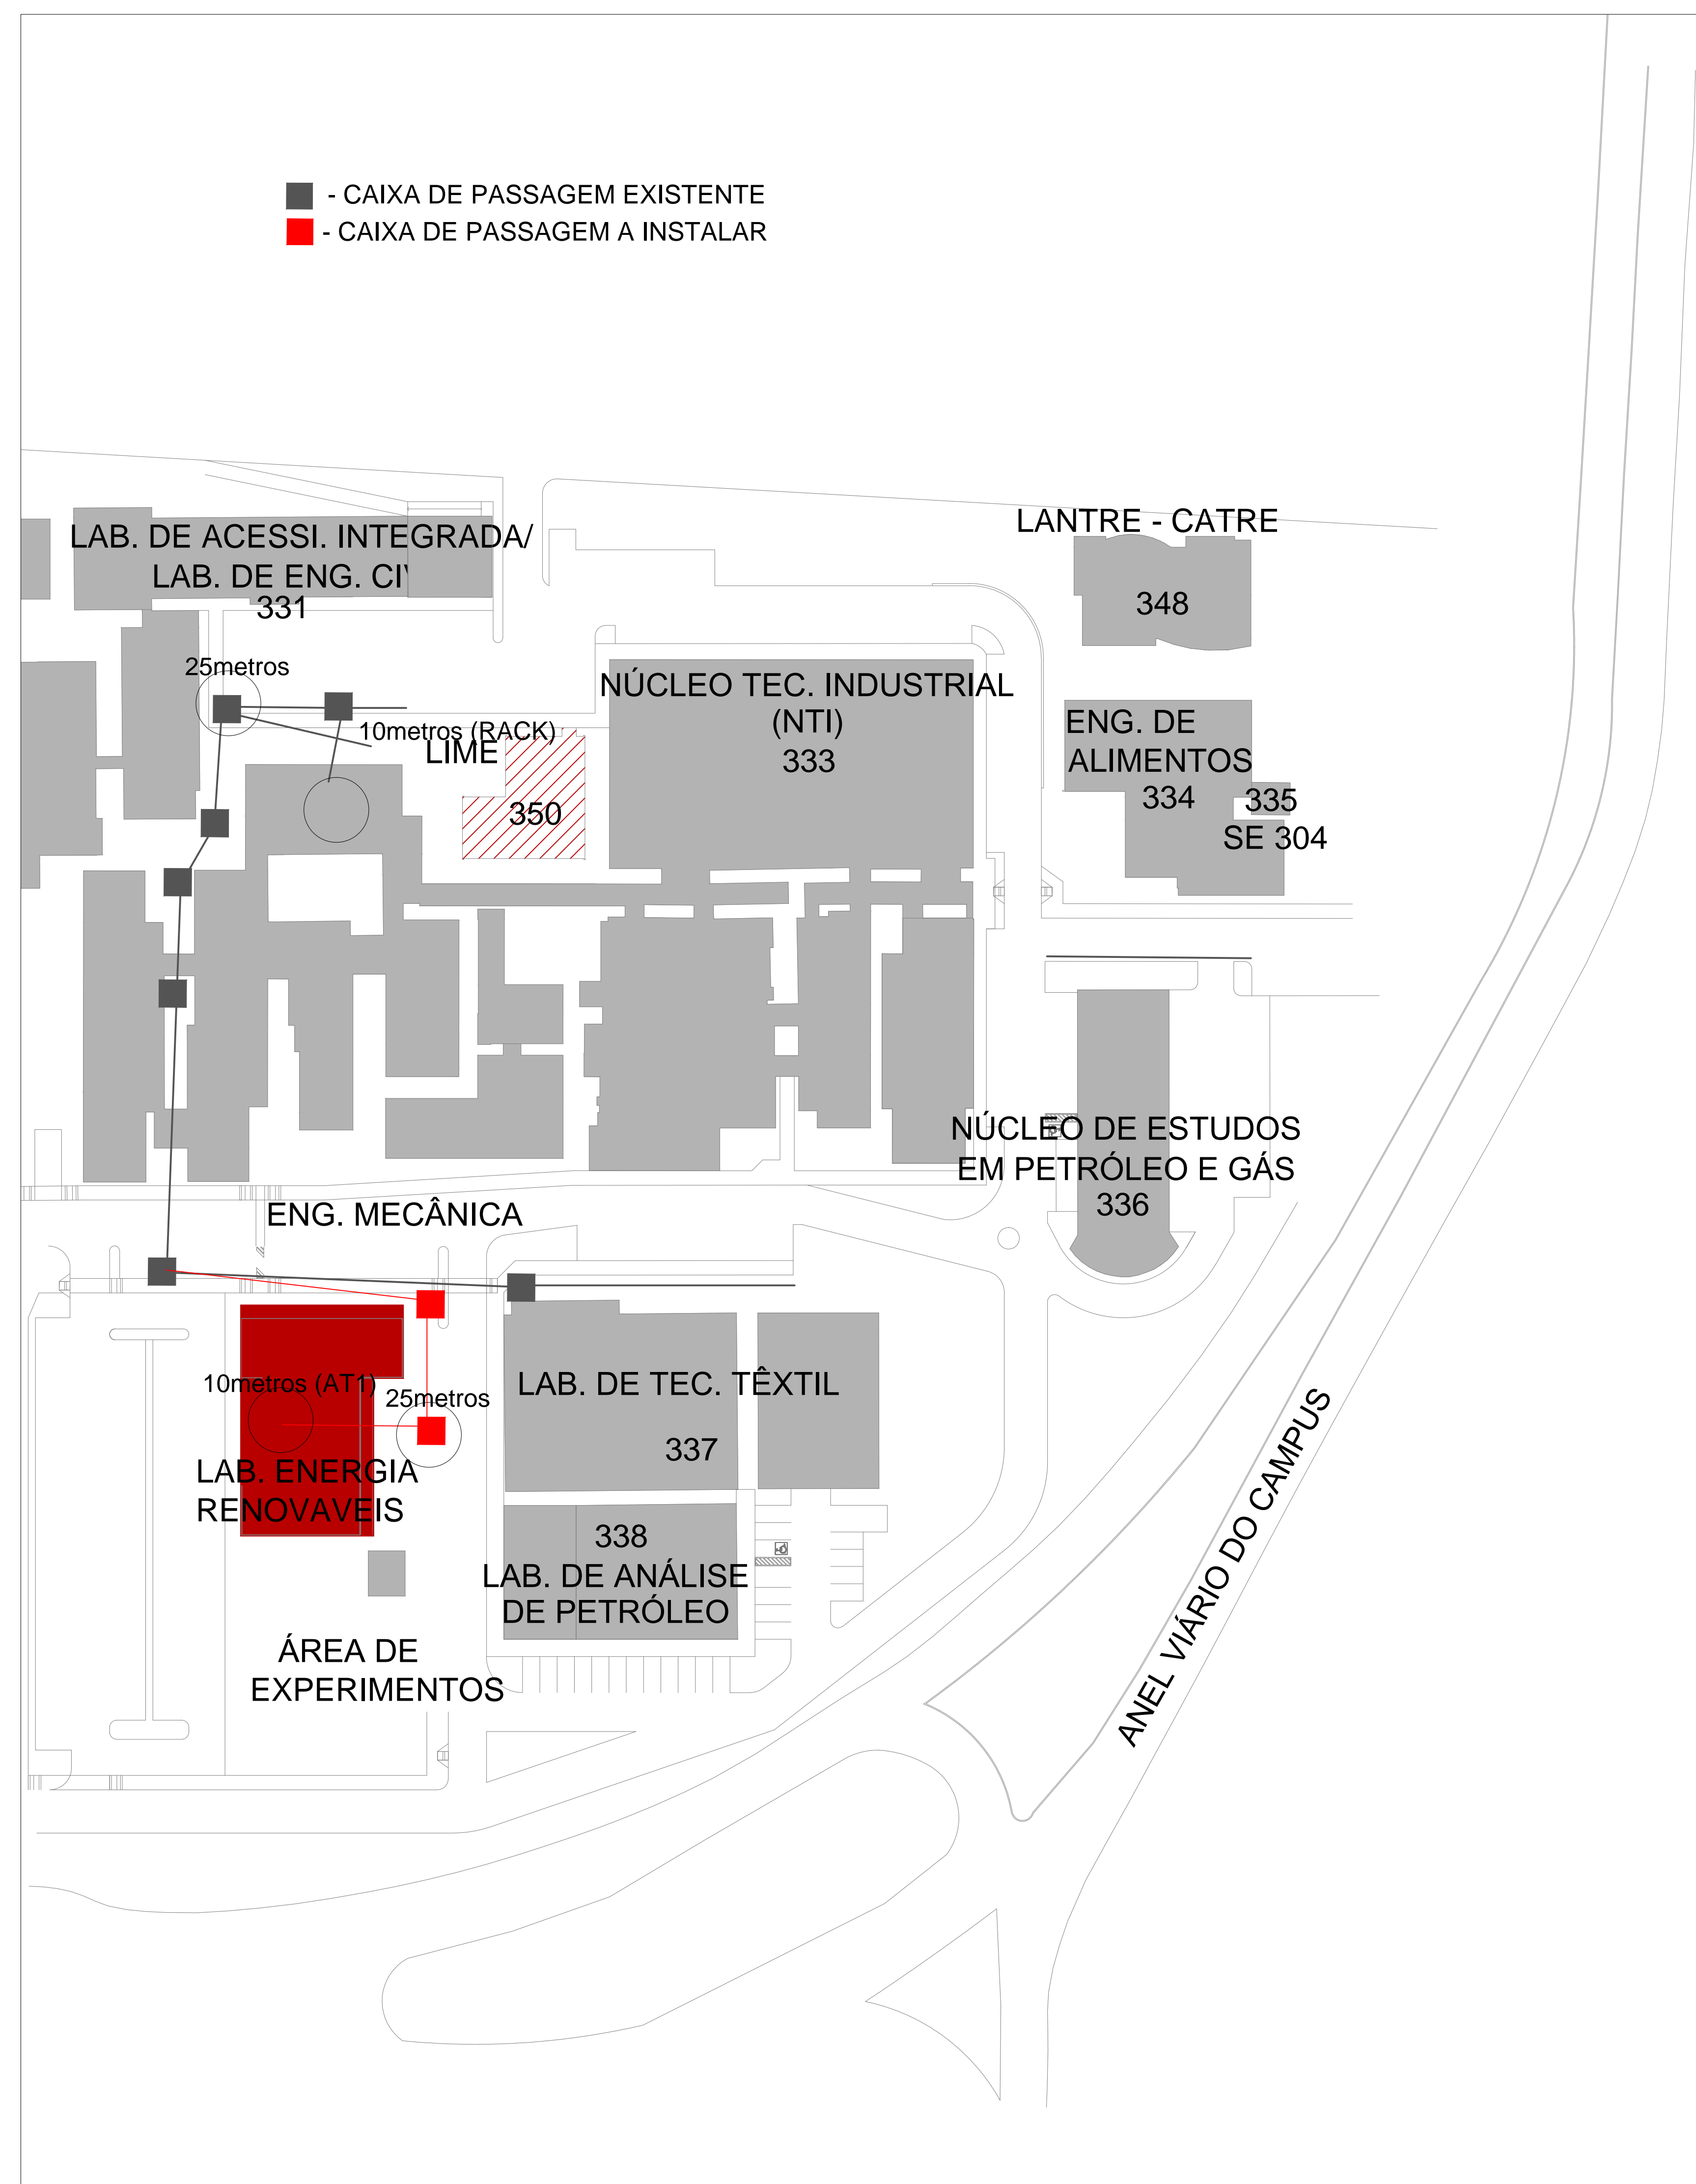 - CAIXA DE PASSAGEM EXISTENTE
- CAIXA DE PASSAGEM A INSTALAR
LANTRE - CATRE
348
LAB. DE ACESSI. INTEGRADA/
LAB. DE ENG. CI
331
25metros
10metros (RACK)
LIME
350
NÚCLEO TEC. INDUSTRIAL
(NTI)
333
ENG. DE
ALIMENTOS
334
335
SE 304
NÚCLEO DE ESTUDOS
EM PETRÓLEO E GÁS
336
ENG. MECÂNICA
10metros (AT1)
25metros
LAB. ENERGIA
RENOVAVEIS
LAB. DE TEC. TÊXTIL
337
338
LAB. DE ANÁLISE
DE PETRÓLEO
ÁREA DE
EXPERIMENTOS
ANEL VIÁRIO DO CAMPUS